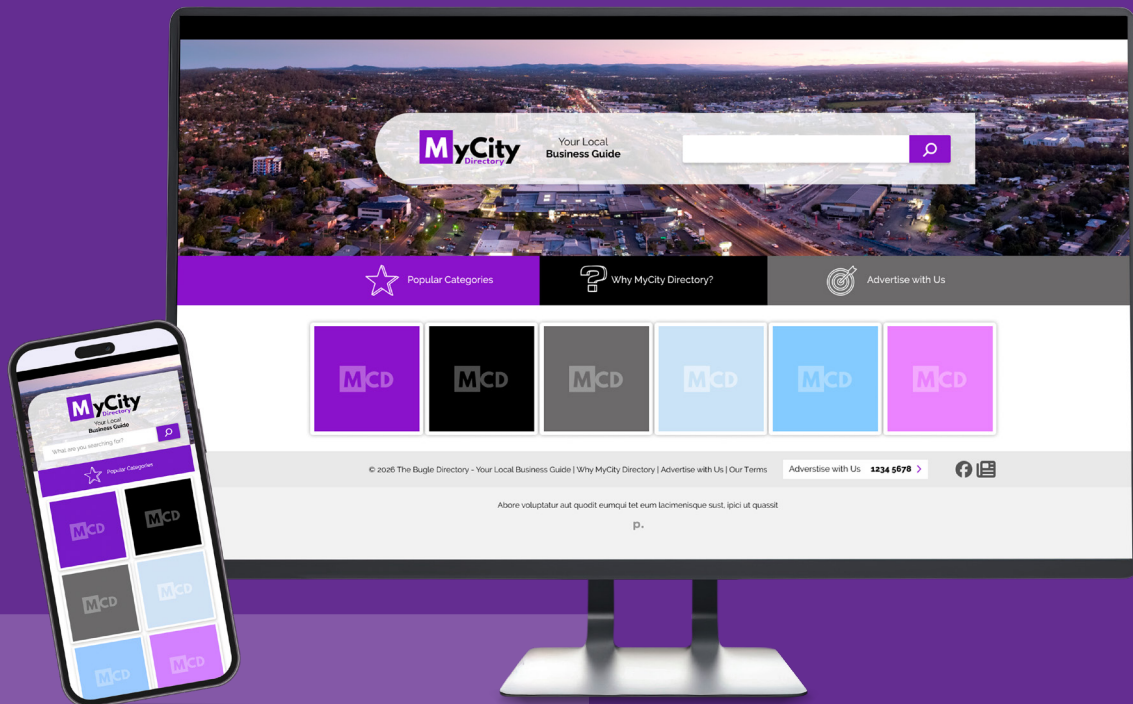 MyCity
Directory
Your Local
Business Guide
Popular Categories
Why MyCity Directory?
Advertise with Us
MCD
MCD
MCD
MCD
MCD
MCD
© 2026 The Bugle Directory - Your Local Business Guide | Why MyCity Directory | Advertise with Us | Our Terms
Adverstise with Us 1234 5678 >
Abore voluptatur aut quodit eumqui tet eum lacimenisque sust, ipici ut quassit
p.
MyCity
Directory
Your Local
Business Guide
What are you searching for?
Popular Categories
MCD
MCD
MCD
MCD
MCD
MCD